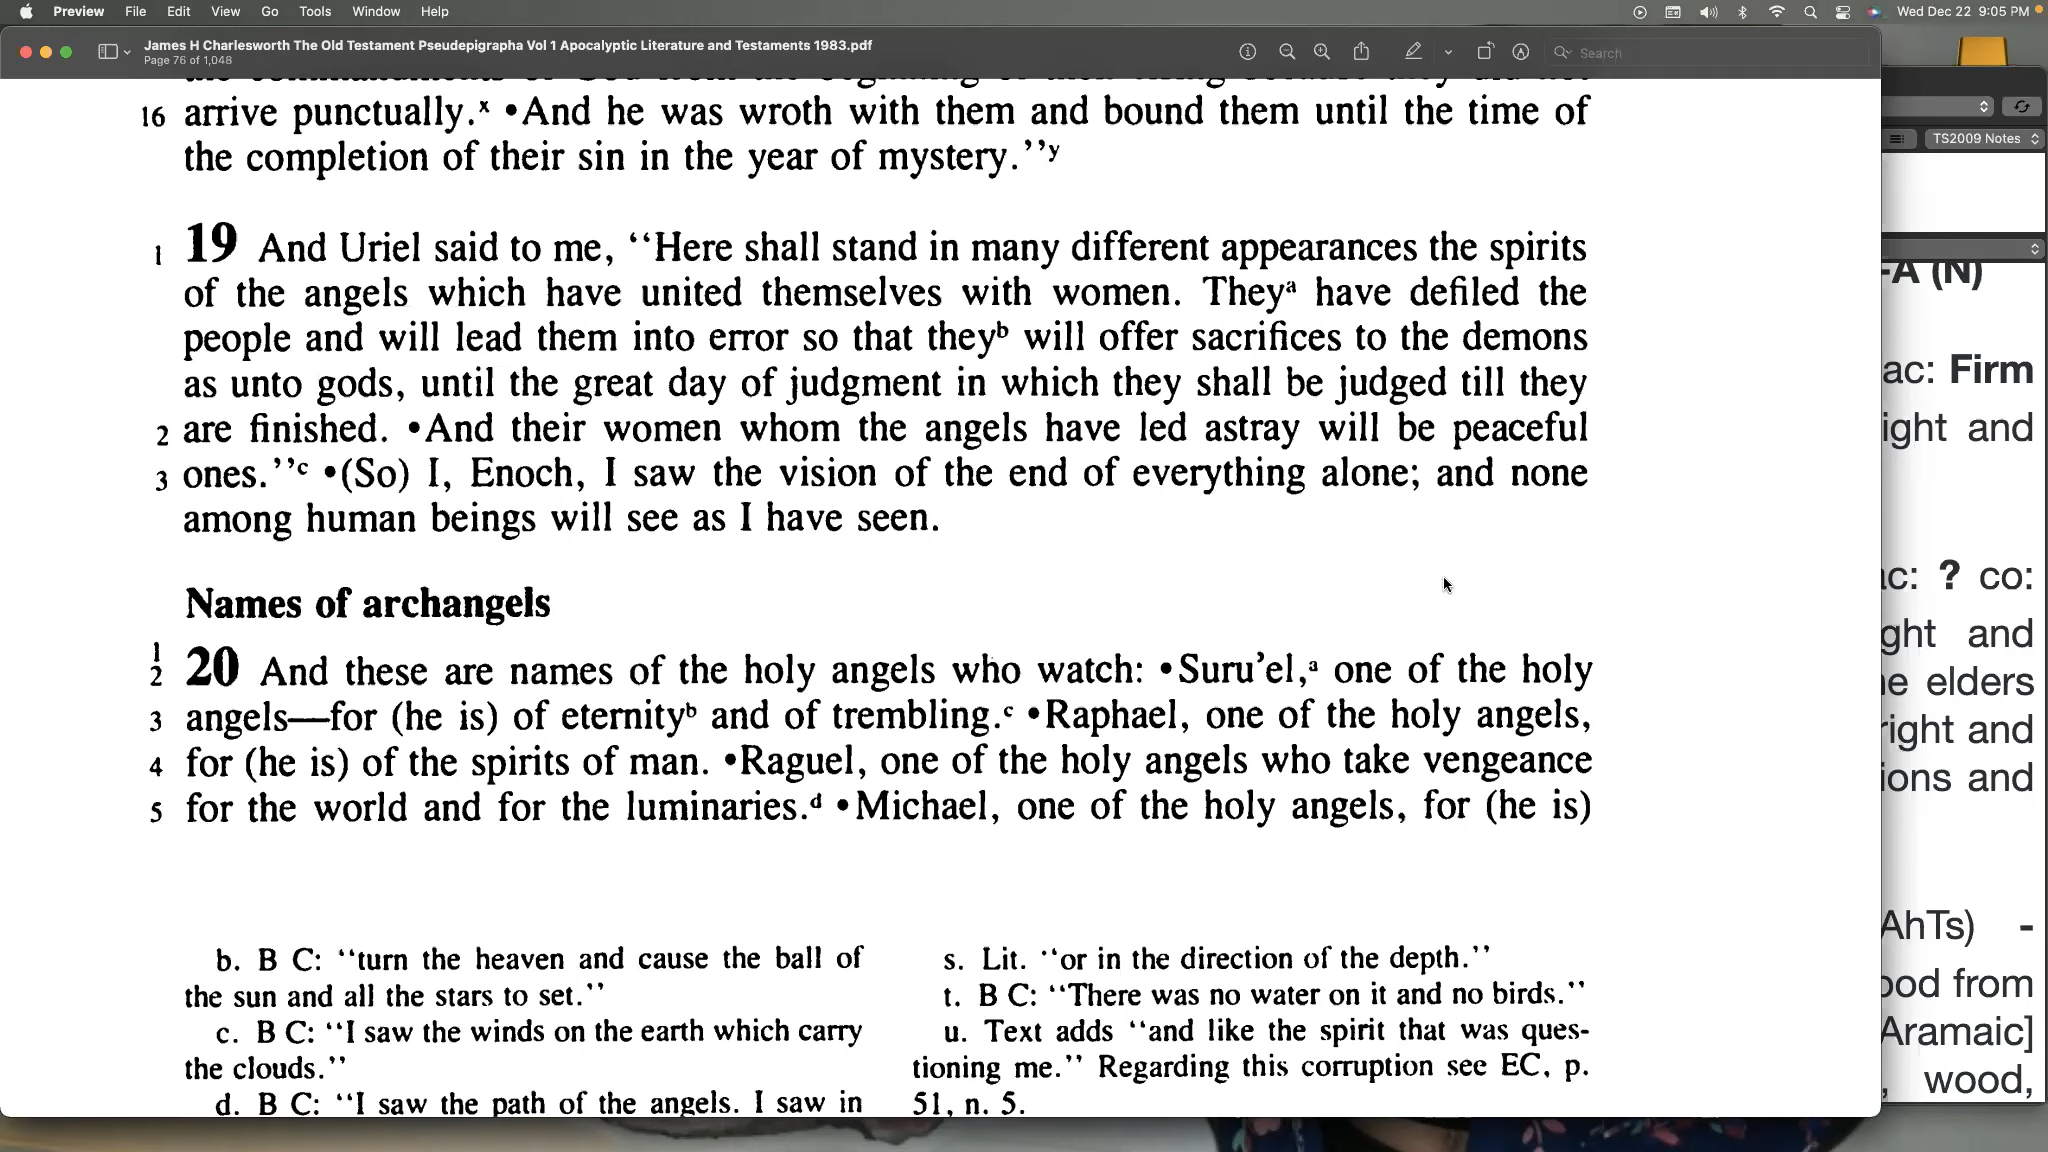 Preview File Edit View Go Tools Window Help
Wed Dec 22 9:05 PM
James H Charlesworth The Old Testament Pseudepigrapha Vol 1 Apocalyptic Literature and Testaments 1983.pdf
Page 76 of 1,048
Search
16 arrive punctually.ˣ •And he was wroth with them and bound them until the time of
the completion of their sin in the year of mystery.’’ʸ
1 19 And Uriel said to me, ‘‘Here shall stand in many different appearances the spirits
of the angels which have united themselves with women. Theyᵃ have defiled the
people and will lead them into error so that theyᵇ will offer sacrifices to the demons
as unto gods, until the great day of judgment in which they shall be judged till they
2 are finished. •And their women whom the angels have led astray will be peaceful
3 ones.’’ᶜ •(So) I, Enoch, I saw the vision of the end of everything alone; and none
among human beings will see as I have seen.
Names of archangels
1
2 20 And these are names of the holy angels who watch: •Suru’el,ᵃ one of the holy
3 angels—for (he is) of eternityᵇ and of trembling.ᶜ •Raphael, one of the holy angels,
4 for (he is) of the spirits of man. •Raguel, one of the holy angels who take vengeance
5 for the world and for the luminaries.ᵈ •Michael, one of the holy angels, for (he is)
b. B C: ‘‘turn the heaven and cause the ball of
the sun and all the stars to set.’’
c. B C: ‘‘I saw the winds on the earth which carry
the clouds.’’
d. B C: ‘‘I saw the path of the angels. I saw in
s. Lit. ‘‘or in the direction of the depth.’’
t. B C: ‘‘There was no water on it and no birds.’’
u. Text adds ‘‘and like the spirit that was ques-
tioning me.’’ Regarding this corruption see EC, p.
51, n. 5.
TS2009 Notes
-A (N)
ac: Firm
ight and
ac: ? co:
ght and
ne elders
right and
ions and
AhTs) -
ood from
Aramaic]
, wood,